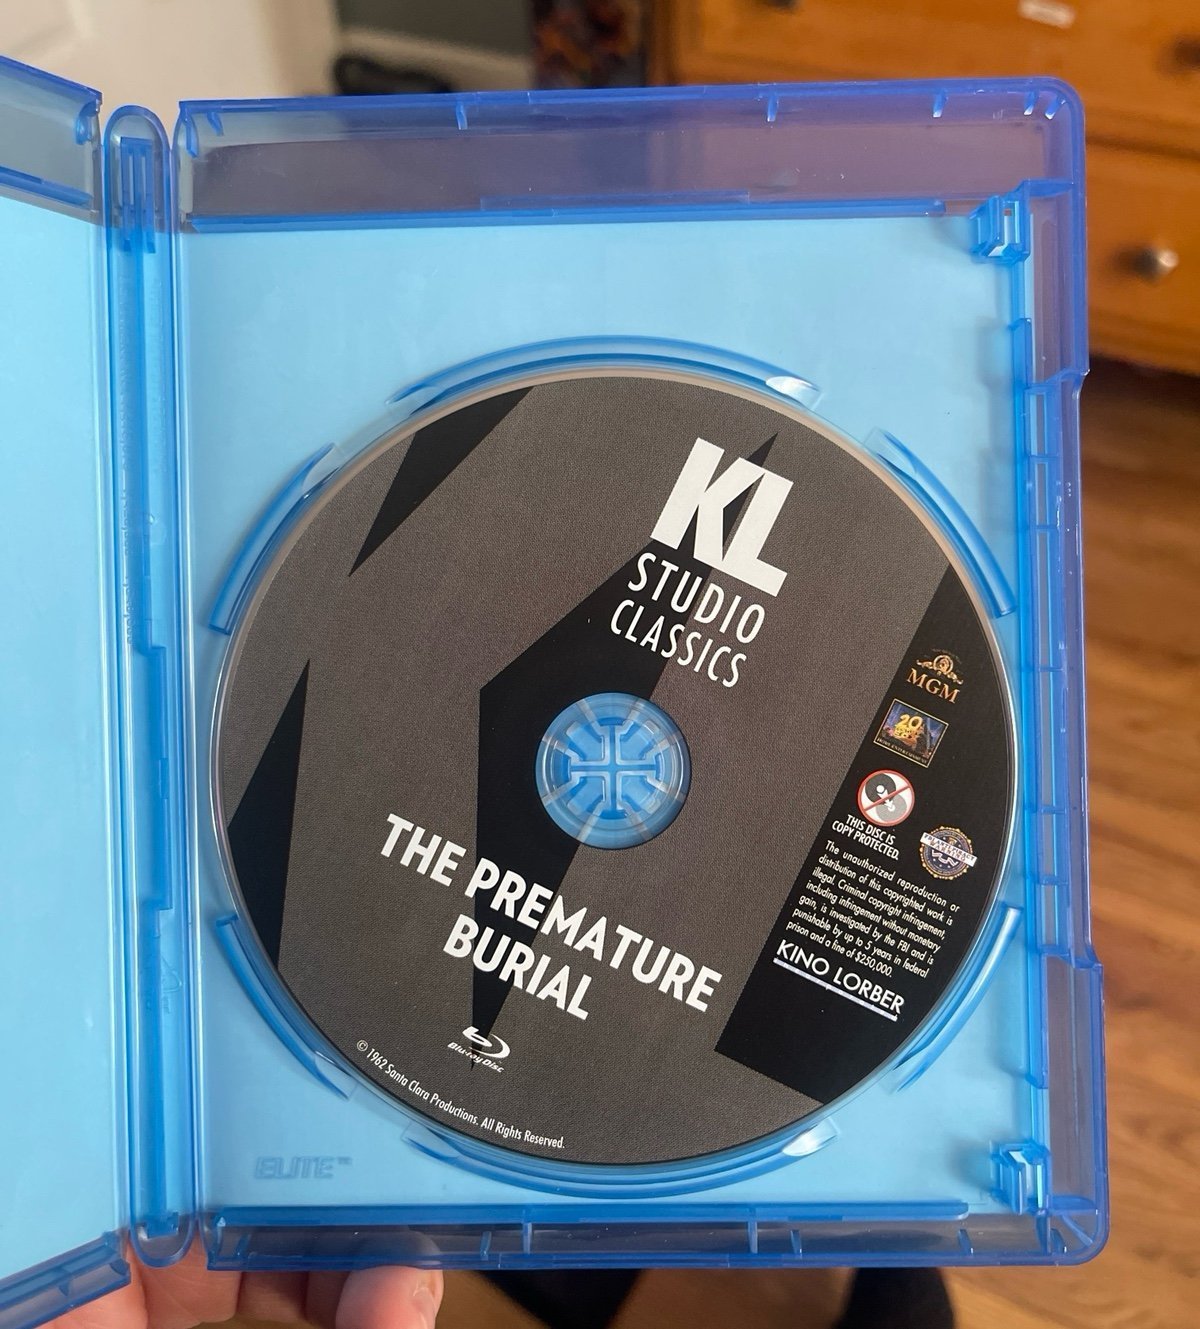 KL
STUDIO
CLASSICS
MGM
20
THIS DISC IS
COPY PROTECTED.
The unauthorized reproduction or
distribution of this copyrighted work is
illegal. Criminal copyright infringement,
including infringement without monetary
gain, is investigated by the FBI and is
punishable by up to 5 years in federal
prison and a fine of $250,000.
KINO LORBER
THE PREMATURE
BURIAL
Blu-ray Disc
© 1962 Santa Clara Productions. All Rights Reserved.
ELITE™